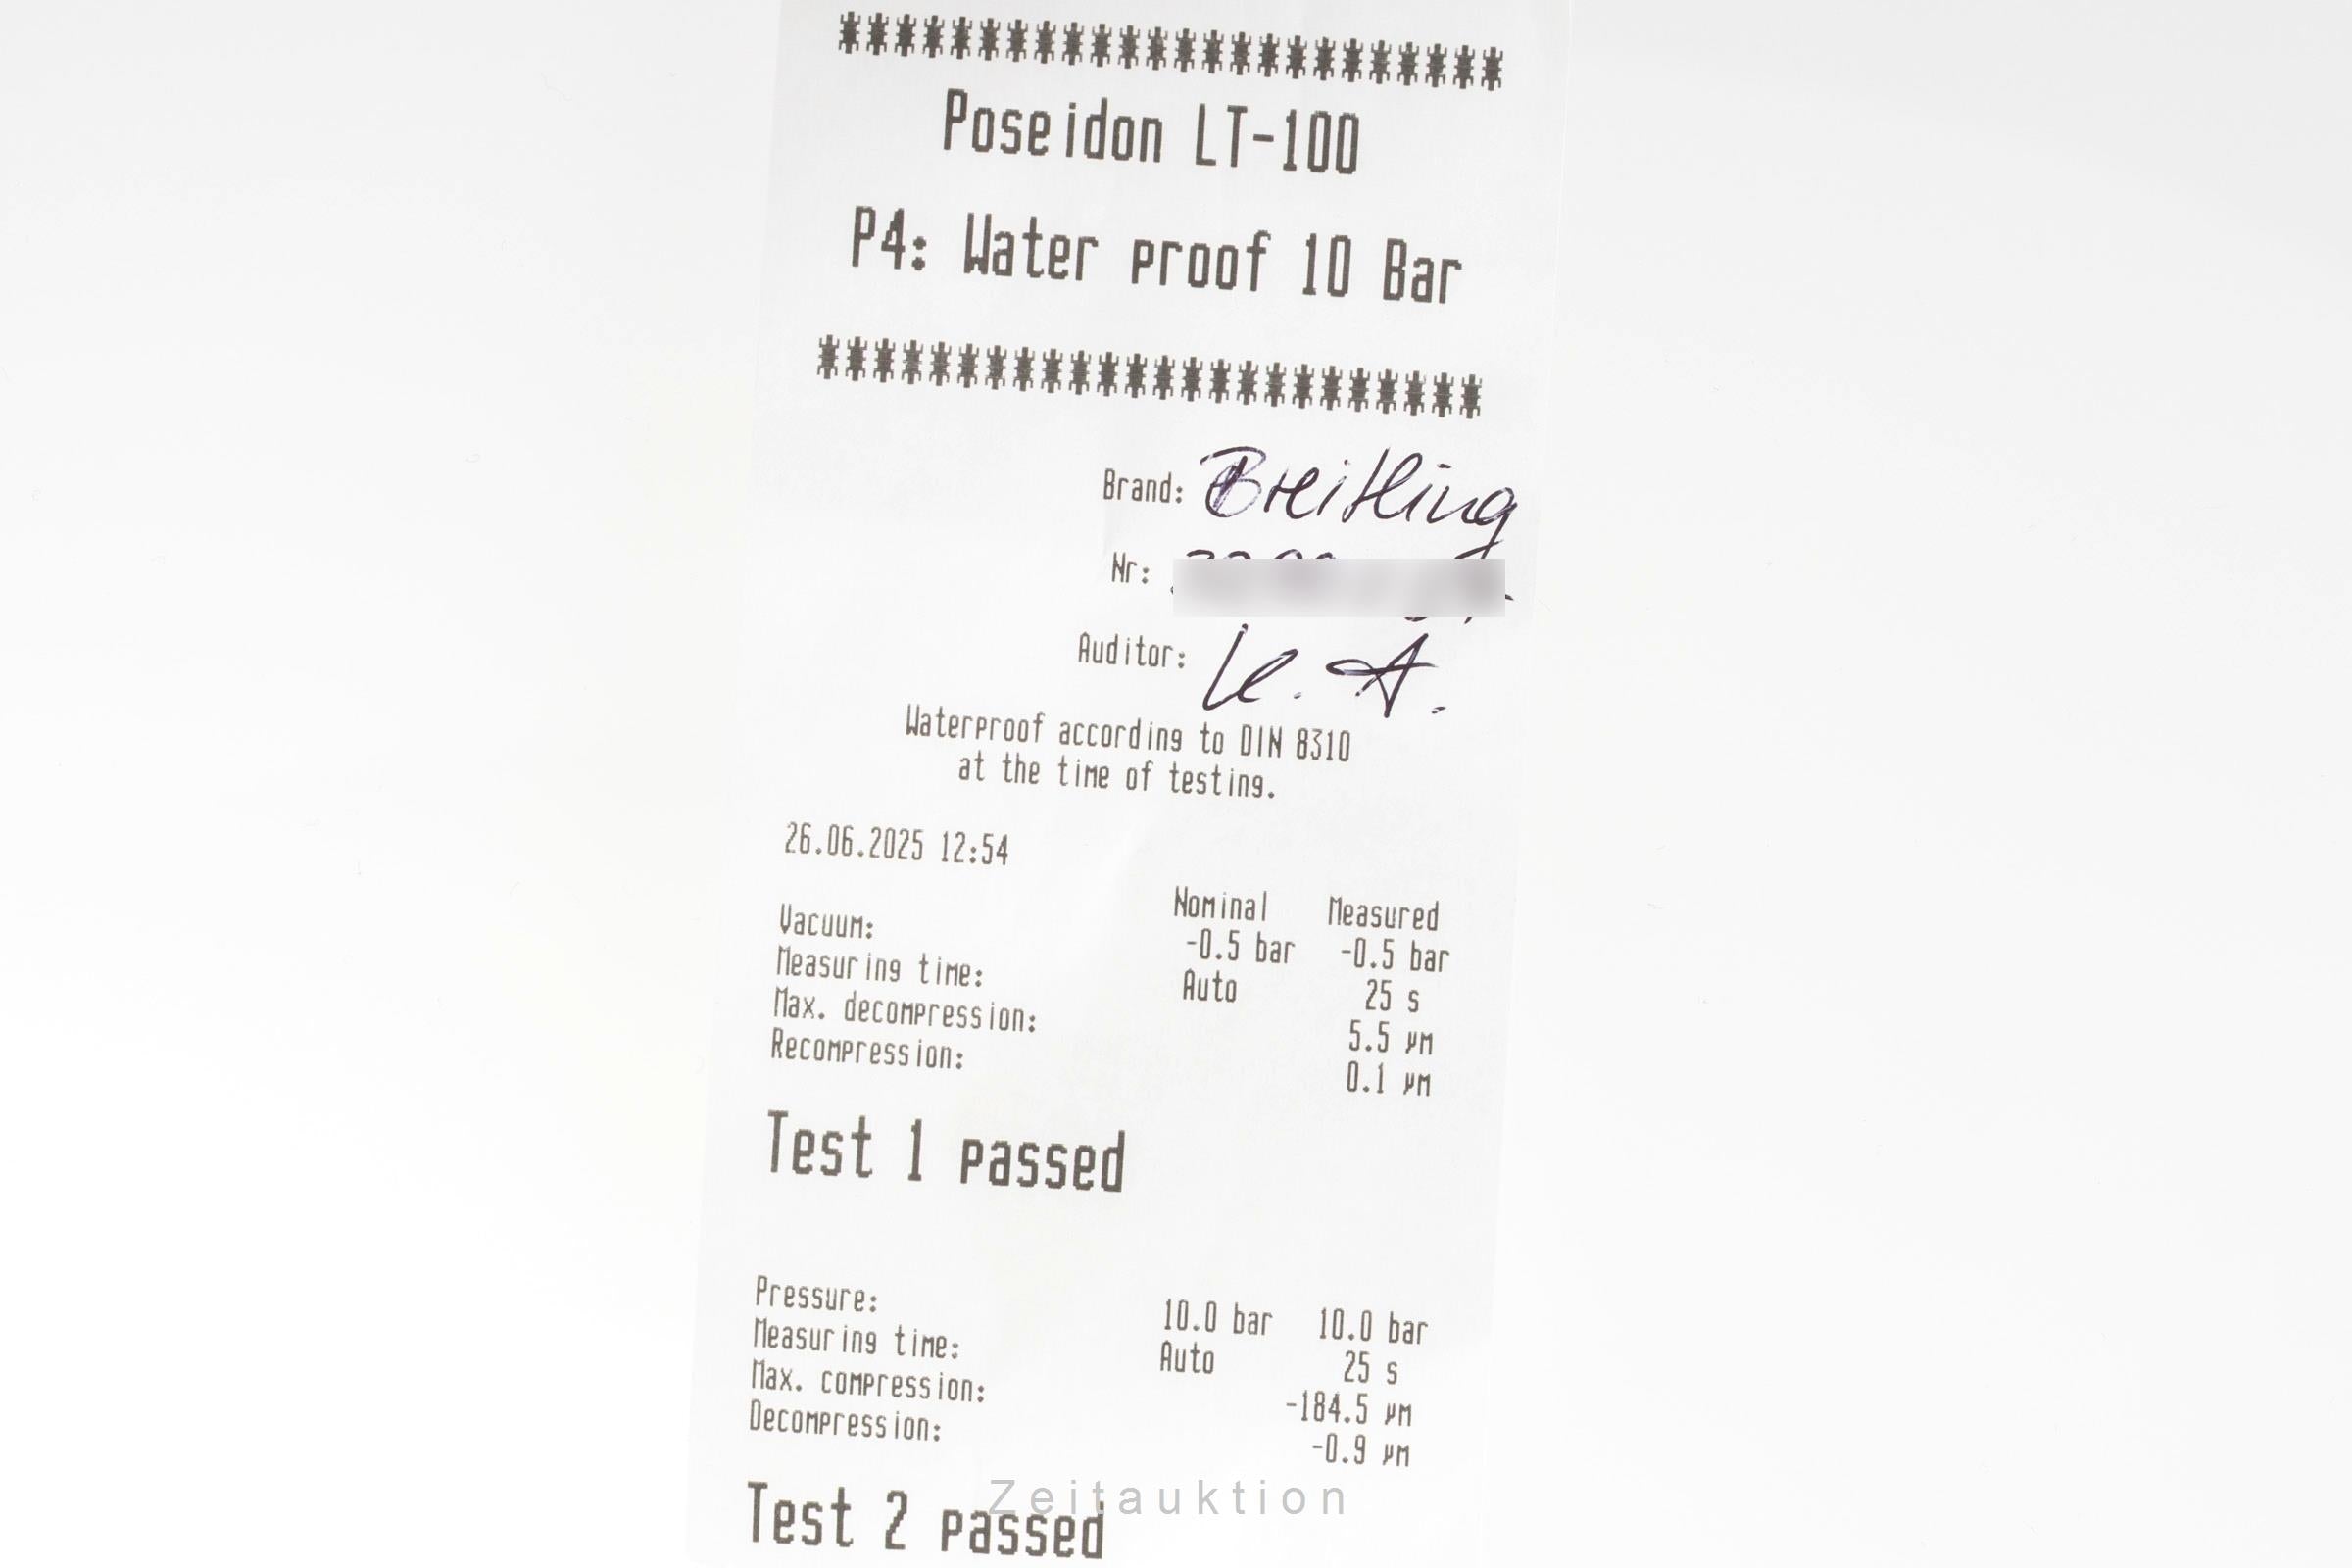 ************************
Poseidon LT-100
P4: Water proof 10 Bar
************************
Brand: Breitling
Nr:
Auditor: K. A.
Waterproof according to DIN 8310
at the time of testing.
26.06.2025 12:54
Nominal Measured
Vacuum: -0.5 bar -0.5 bar
Measuring time: Auto 25 s
Max. decompression: 5.5 µm
Recompression: 0.1 µm
Test 1 passed
Pressure: 10.0 bar 10.0 bar
Measuring time: Auto 25 s
Max. compression: -184.5 µm
Decompression: -0.9 µm
Zeitauktion
Test 2 passed